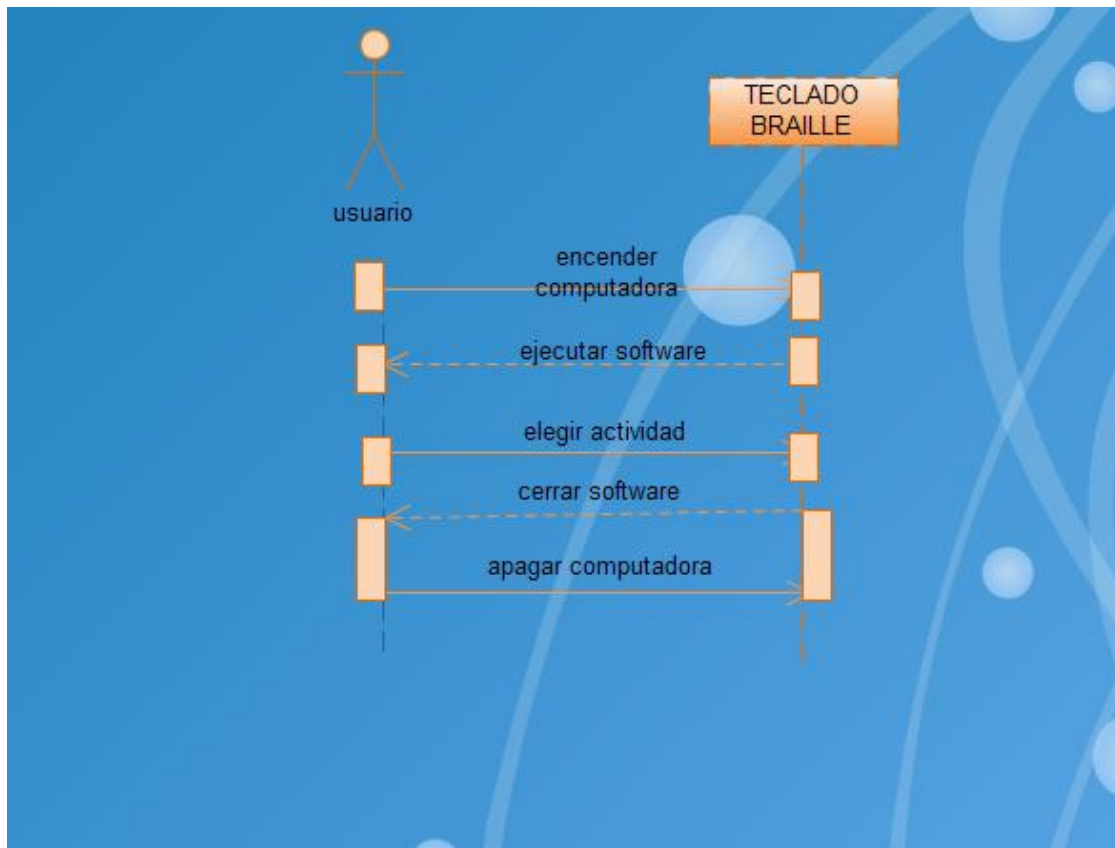 TECLADO
BRAILLE
usuario
encender
computadora
ejecutar software
elegir actividad
cerrar software
apagar computadora